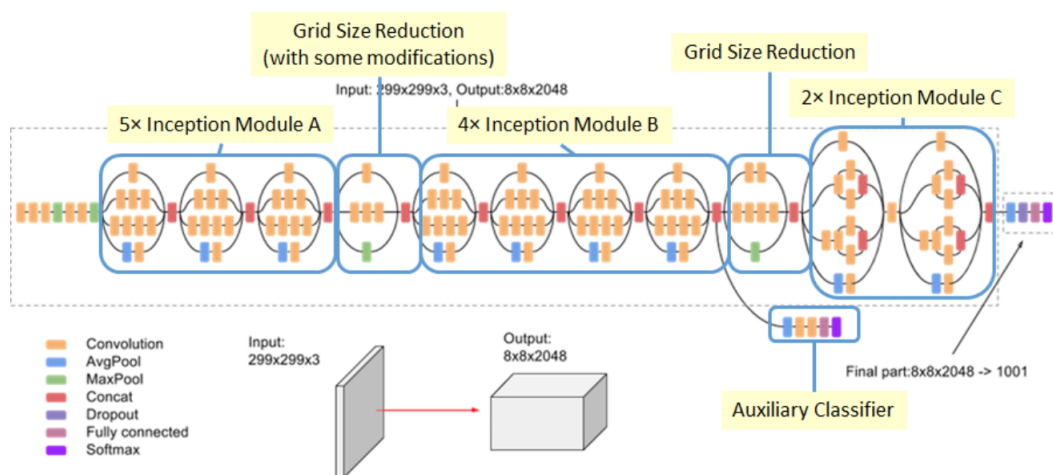 Grid Size Reduction
(with some modifications)
Grid Size Reduction
Input: 299x299x3, Output:8x8x2048
2× Inception Module C
5× Inception Module A
4× Inception Module B
Convolution
AvgPool
MaxPool
Concat
Dropout
Fully connected
Softmax
Input:
299x299x3
Output:
8x8x2048
Final part:8x8x2048 -> 1001
Auxiliary Classifier